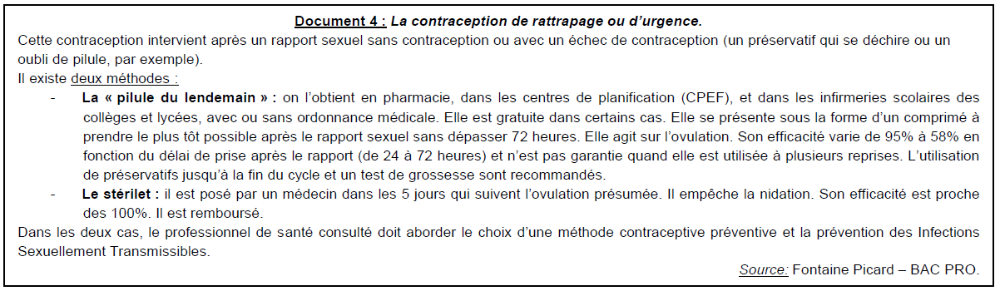 Document 4 : La contraception de rattrapage ou d’urgence.
Cette contraception intervient après un rapport sexuel sans contraception ou avec un échec de contraception (un préservatif qui se déchire ou un
oubli de pilule, par exemple).
Il existe deux méthodes :
- La « pilule du lendemain » : on l’obtient en pharmacie, dans les centres de planification (CPEF), et dans les infirmeries scolaires des
collèges et lycées, avec ou sans ordonnance médicale. Elle est gratuite dans certains cas. Elle se présente sous la forme d’un comprimé à
prendre le plus tôt possible après le rapport sexuel sans dépasser 72 heures. Elle agit sur l’ovulation. Son efficacité varie de 95% à 58% en
fonction du délai de prise après le rapport (de 24 à 72 heures) et n’est pas garantie quand elle est utilisée à plusieurs reprises. L’utilisation
de préservatifs jusqu’à la fin du cycle et un test de grossesse sont recommandés.
- Le stérilet : il est posé par un médecin dans les 5 jours qui suivent l’ovulation présumée. Il empêche la nidation. Son efficacité est proche
des 100%. Il est remboursé.
Dans les deux cas, le professionnel de santé consulté doit aborder le choix d’une méthode contraceptive préventive et la prévention des Infections
Sexuellement Transmissibles.
Source: Fontaine Picard – BAC PRO.